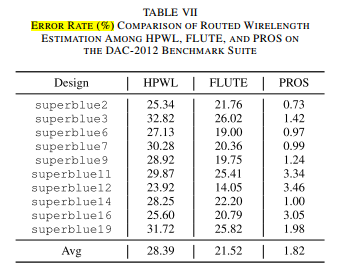 TABLE VII
ERROR RATE (%) COMPARISON OF ROUTED WIRELENGTH
ESTIMATION AMONG HPWL, FLUTE, AND PROS ON
THE DAC-2012 BENCHMARK SUITE
Design HPWL FLUTE PROS
superblue2 25.34 21.76 0.73
superblue3 32.82 26.02 1.42
superblue6 27.13 19.00 0.97
superblue7 30.28 20.36 0.99
superblue9 28.92 19.75 1.24
superblue11 29.87 25.41 3.34
superblue12 23.92 14.05 3.46
superblue14 28.25 22.20 1.00
superblue16 25.60 20.79 3.05
superblue19 31.72 25.82 1.98
Avg 28.39 21.52 1.82